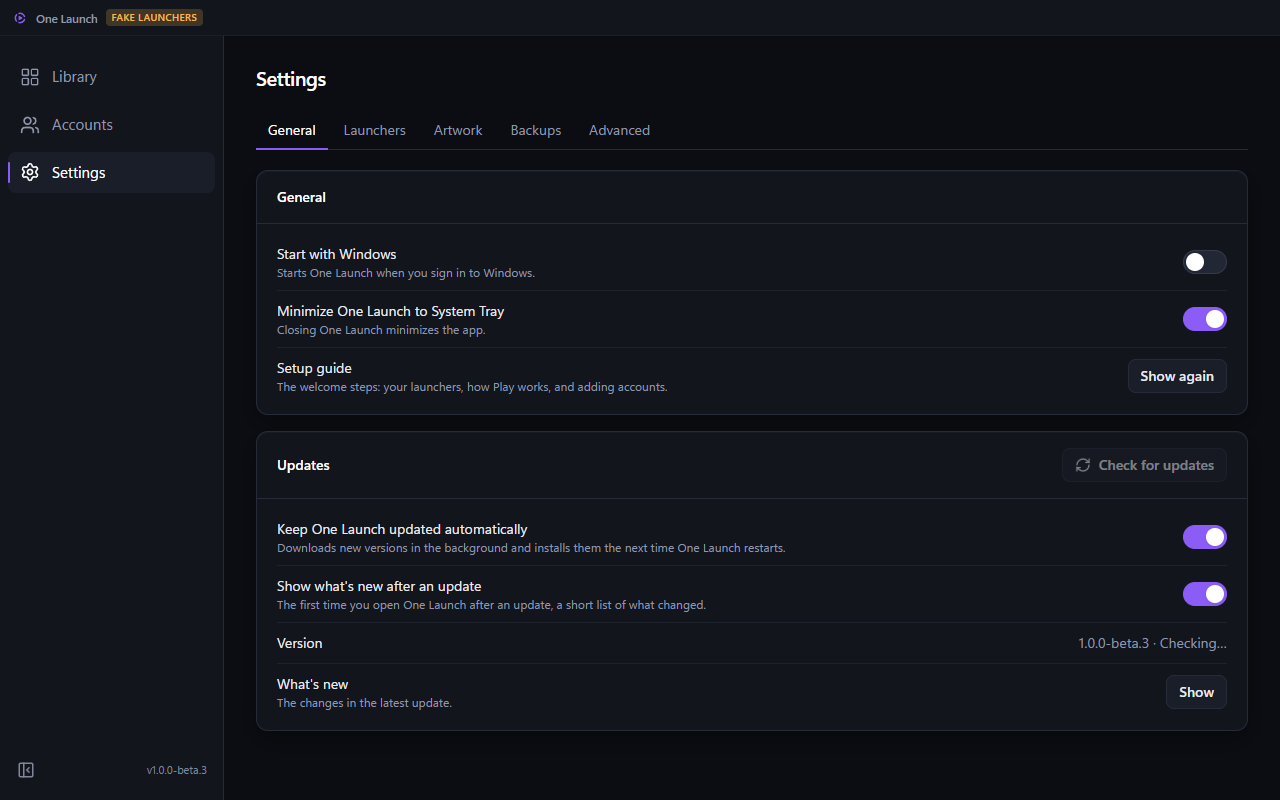 One Launch FAKE LAUNCHERS
Library
Accounts
Settings
v1.0.0-beta.3
Settings
General Launchers Artwork Backups Advanced
General
Start with Windows
Starts One Launch when you sign in to Windows.
Minimize One Launch to System Tray
Closing One Launch minimizes the app.
Setup guide
The welcome steps: your launchers, how Play works, and adding accounts.
Show again
Updates
Check for updates
Keep One Launch updated automatically
Downloads new versions in the background and installs them the next time One Launch restarts.
Show what's new after an update
The first time you open One Launch after an update, a short list of what changed.
Version
1.0.0-beta.3 · Checking...
What's new
The changes in the latest update.
Show